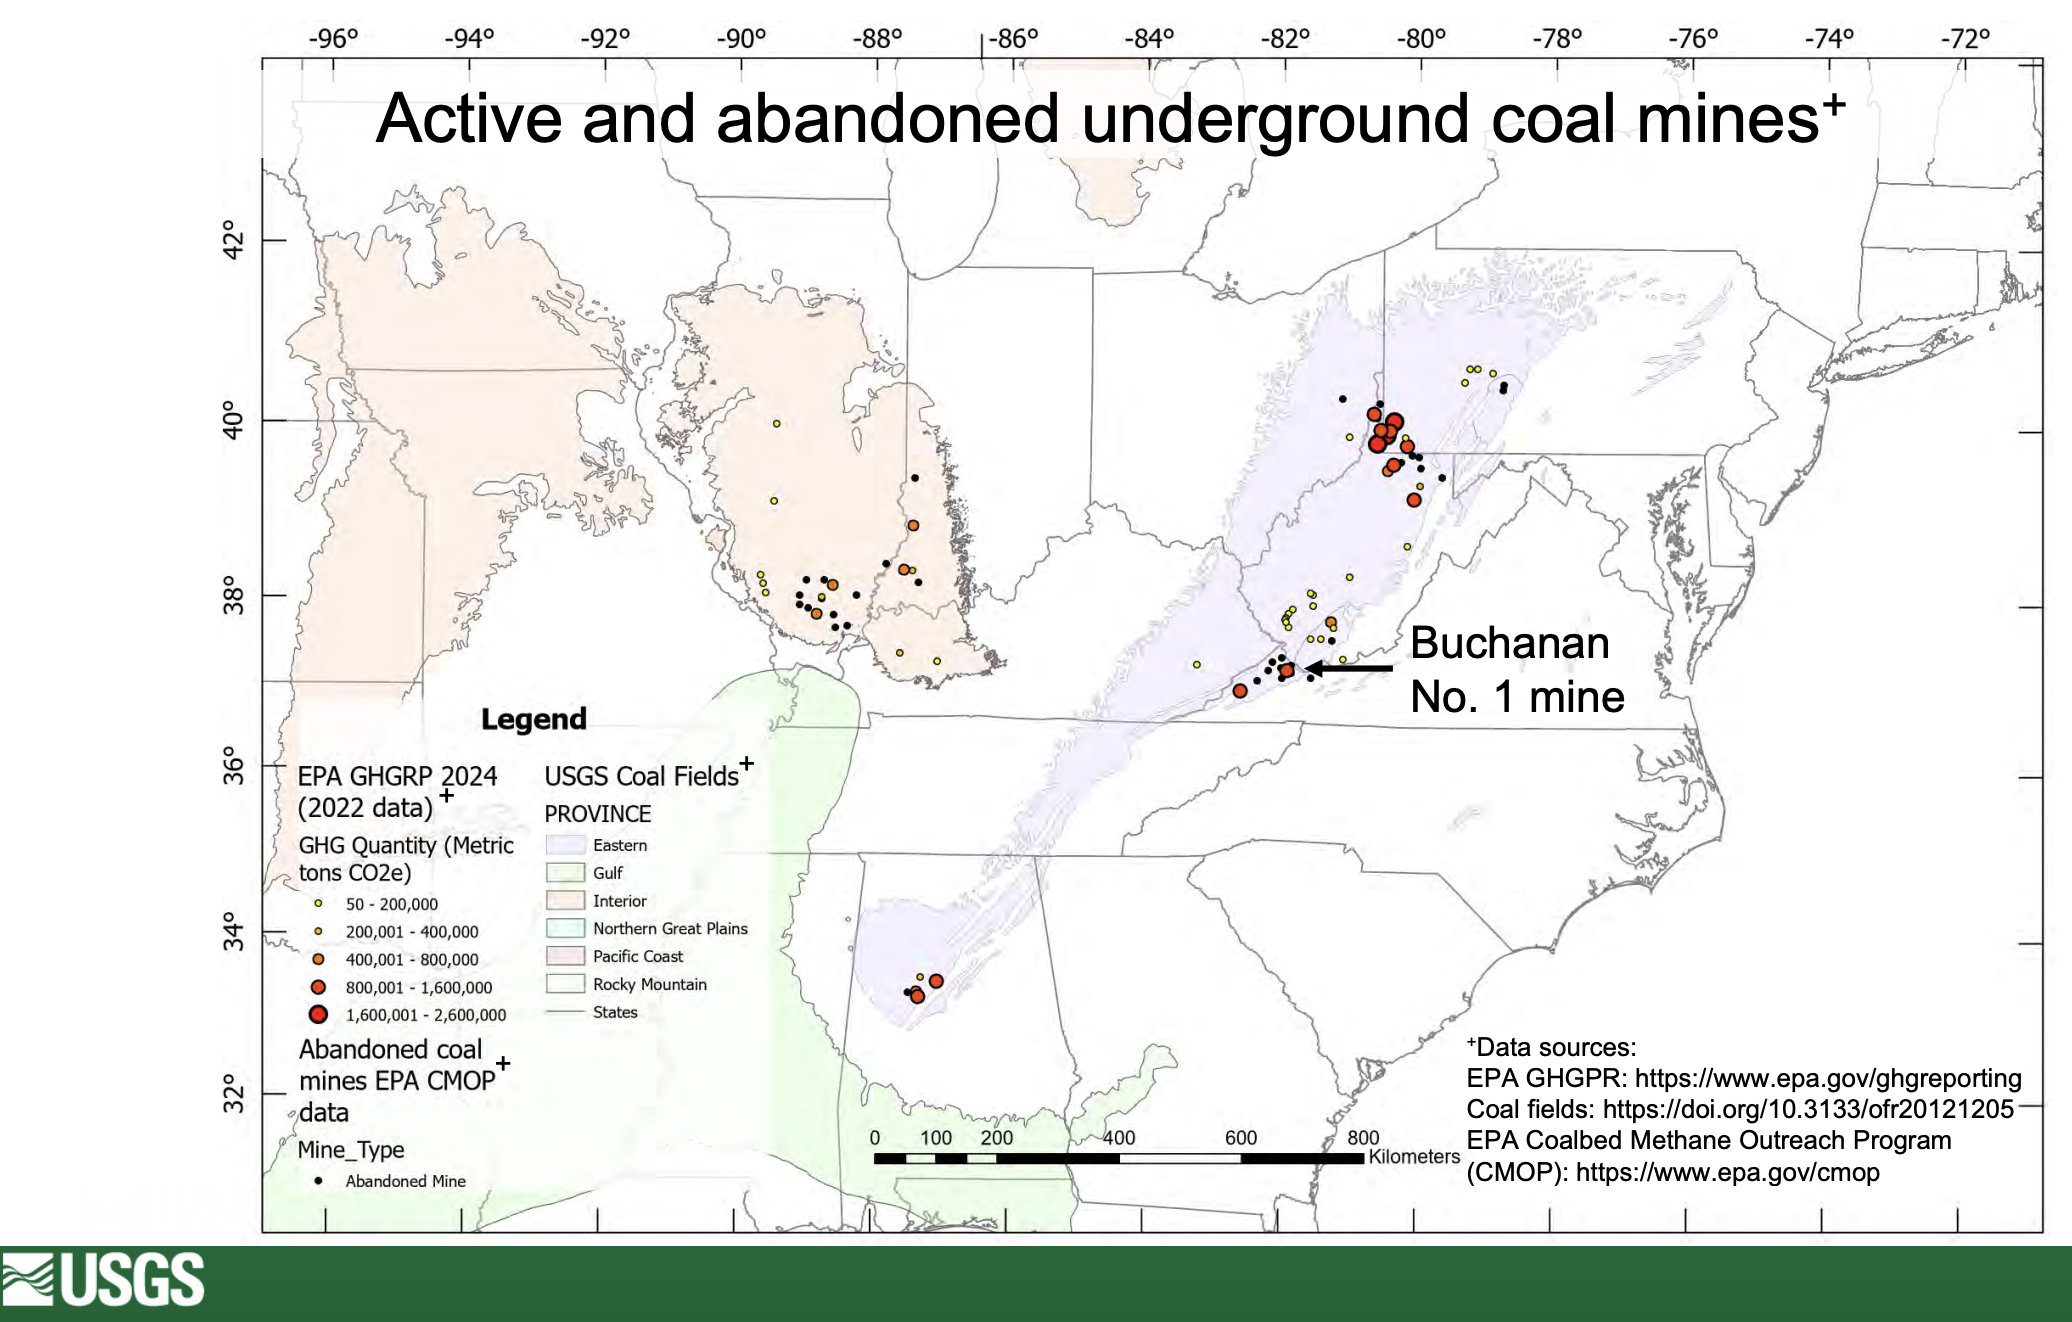 -96° -94° -92° -90° -88° -86° -84° -82° -80° -78° -76° -74° -72°
Active and abandoned underground coal mines+
42°
40°
38°
36°
34°
32°
Buchanan
No. 1 mine
Legend
EPA GHGRP 2024
(2022 data) +
GHG Quantity (Metric
tons CO2e)
50 - 200,000
200,001 - 400,000
400,001 - 800,000
800,001 - 1,600,000
1,600,001 - 2,600,000
Abandoned coal
mines EPA CMOP+
data
Mine_Type
Abandoned Mine
USGS Coal Fields+
PROVINCE
Eastern
Gulf
Interior
Northern Great Plains
Pacific Coast
Rocky Mountain
States
0 100 200 400 600 800
Kilometers
+Data sources:
EPA GHGPR: https://www.epa.gov/ghgreporting
Coal fields: https://doi.org/10.3133/ofr20121205
EPA Coalbed Methane Outreach Program
(CMOP): https://www.epa.gov/cmop
USGS